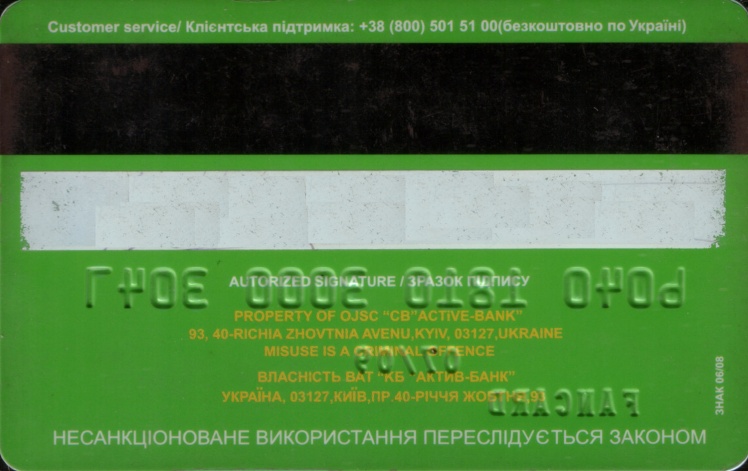 Customer service/ Клієнтська підтримка: +38 (800) 501 51 00(безкоштовно по Україні)
AUTORIZED SIGNATURE / ЗРАЗОК ПІДПИСУ
PROPERTY OF OJSC "CB"ACTIVE-BANK"
93, 40-RICHIA ZHOVTNIA AVENU,KYIV, 03127,UKRAINE
MISUSE IS A CRIMINAL OFFENCE
ВЛАСНІСТЬ ВАТ "КБ "АКТИВ-БАНК"
УКРАЇНА, 03127,КИЇВ,ПР.40-РІЧЧЯ ЖОВТНЯ,93
FANCARD
ЗНАК 06/08
НЕСАНКЦІОНОВАНЕ ВИКОРИСТАННЯ ПЕРЕСЛІДУЄТЬСЯ ЗАКОНОМ